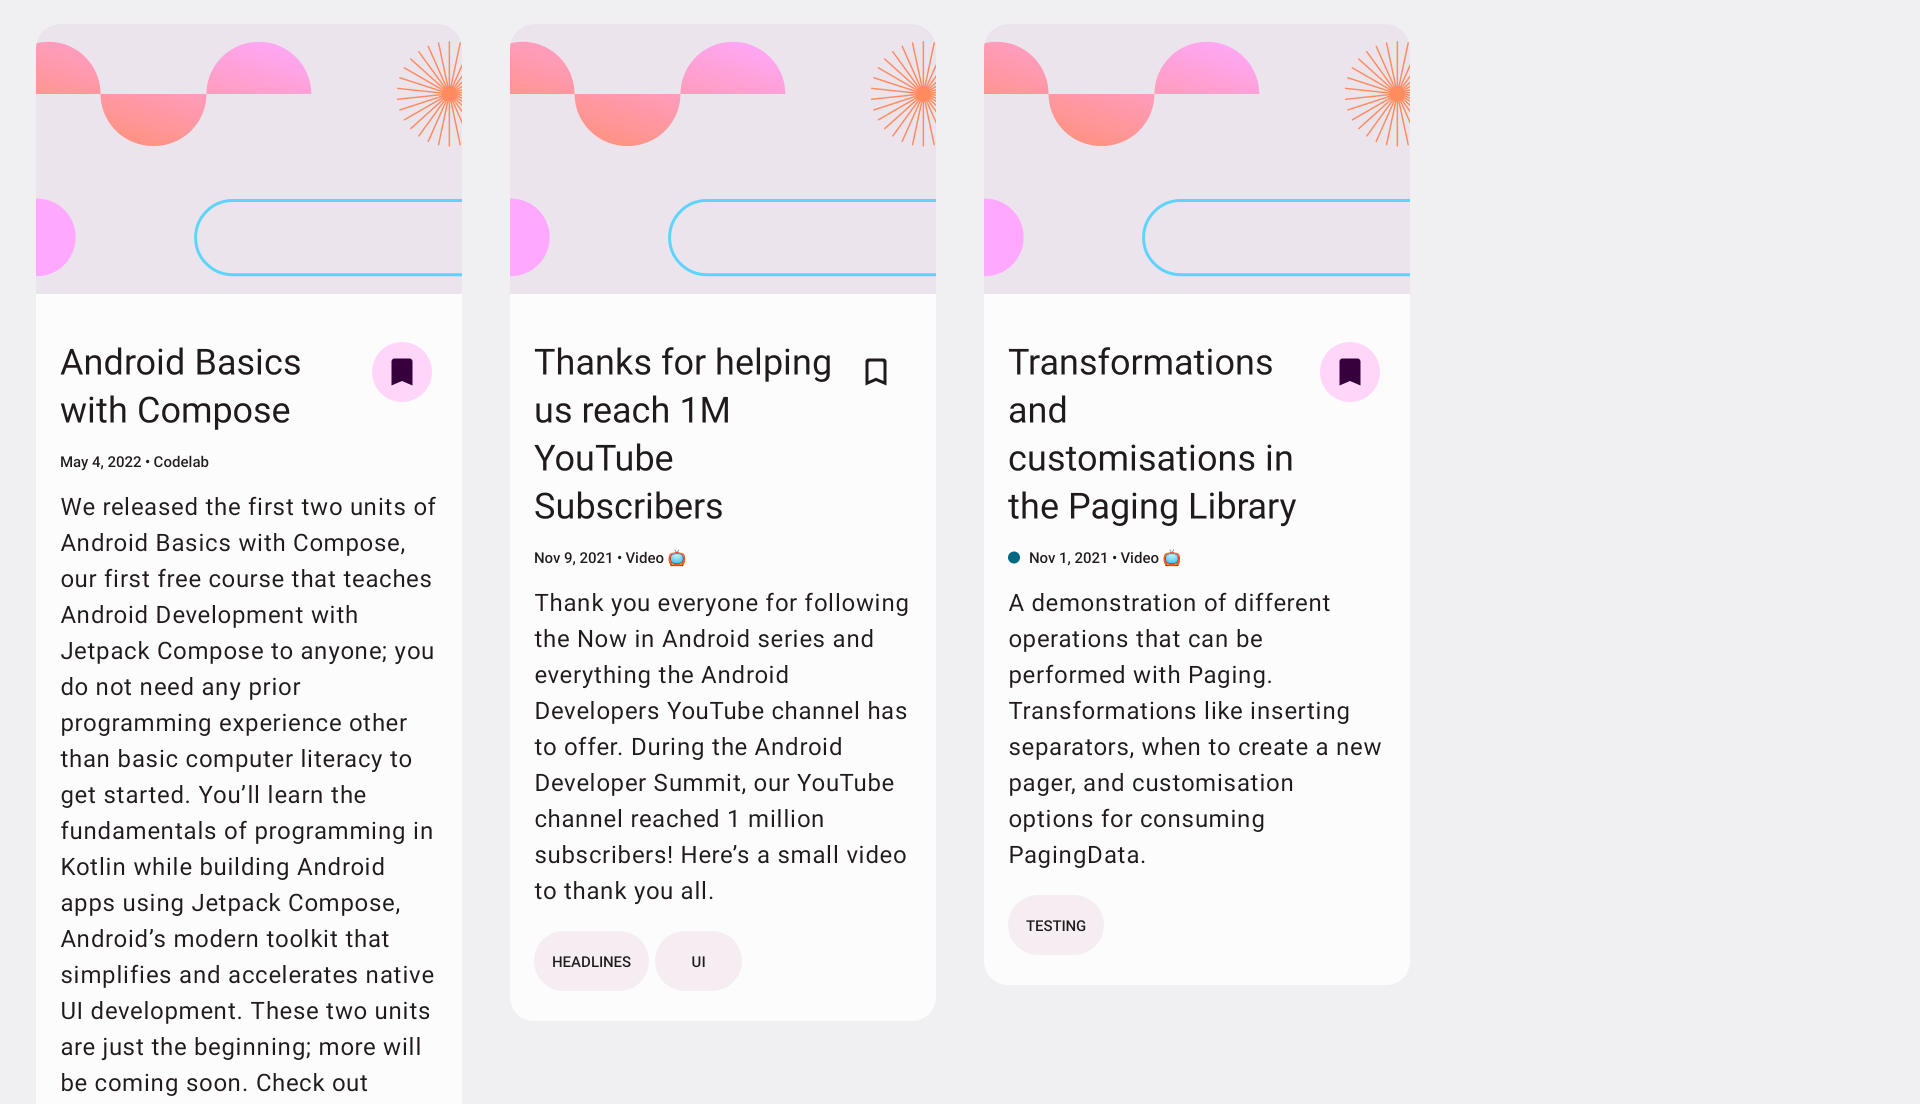 Android Basics
with Compose
May 4, 2022 • Codelab
We released the first two units of
Android Basics with Compose,
our first free course that teaches
Android Development with
Jetpack Compose to anyone; you
do not need any prior
programming experience other
than basic computer literacy to
get started. You’ll learn the
fundamentals of programming in
Kotlin while building Android
apps using Jetpack Compose,
Android’s modern toolkit that
simplifies and accelerates native
UI development. These two units
are just the beginning; more will
be coming soon. Check out
Thanks for helping
us reach 1M
YouTube
Subscribers
Nov 9, 2021 • Video 📺
Thank you everyone for following
the Now in Android series and
everything the Android
Developers YouTube channel has
to offer. During the Android
Developer Summit, our YouTube
channel reached 1 million
subscribers! Here’s a small video
to thank you all.
HEADLINES
UI
Transformations
and
customisations in
the Paging Library
Nov 1, 2021 • Video 📺
A demonstration of different
operations that can be
performed with Paging.
Transformations like inserting
separators, when to create a new
pager, and customisation
options for consuming
PagingData.
TESTING